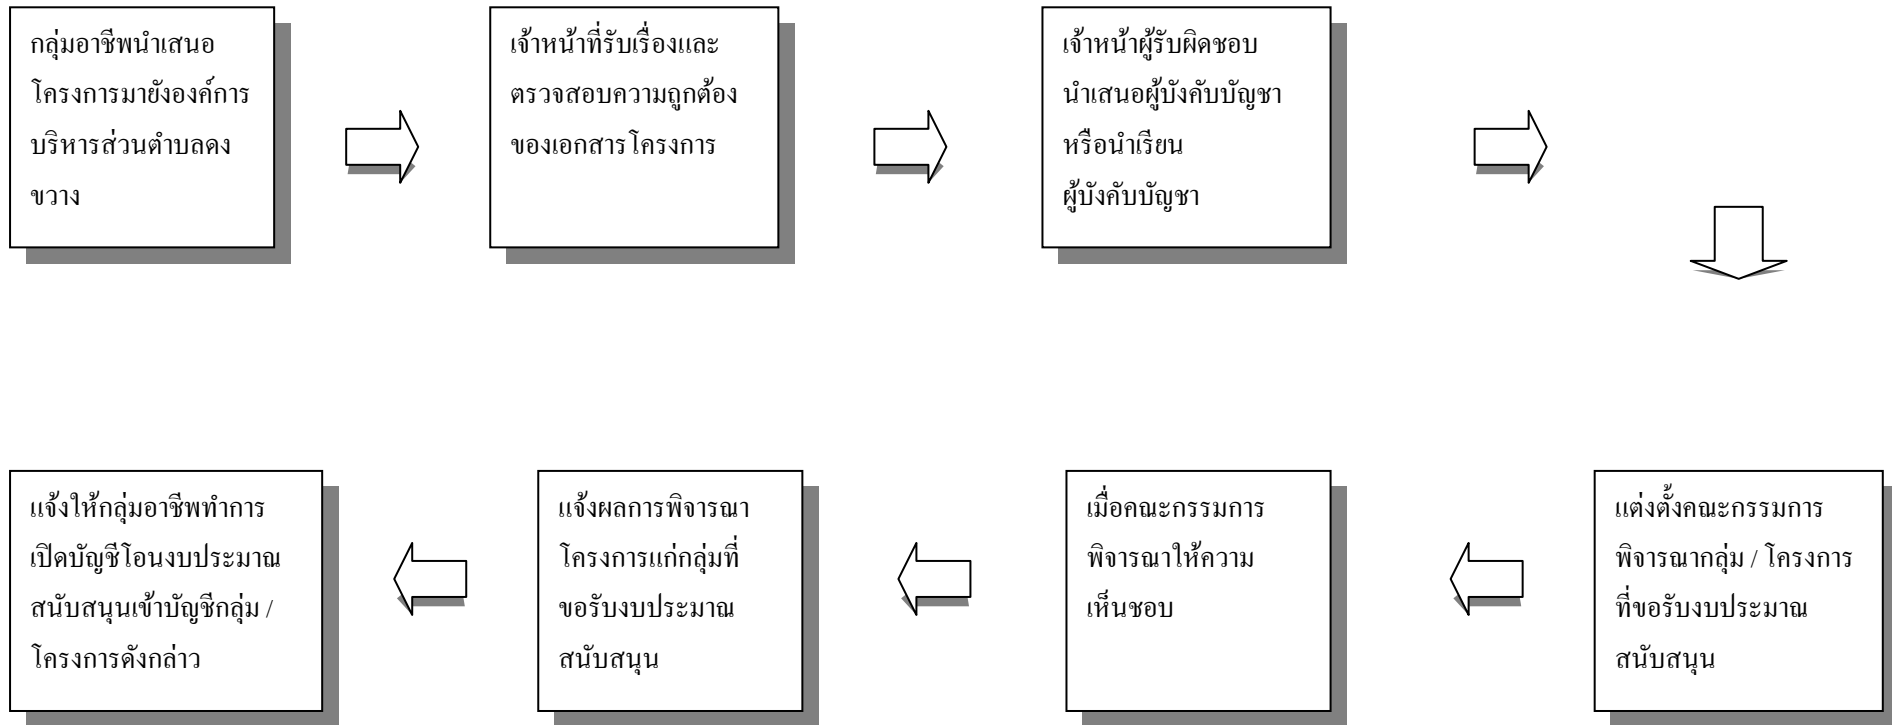 กลุ่มอาชีพนำเสนอ
โครงการมายังองค์การ
บริหารส่วนตำบลดง
ขวาง
เจ้าหน้าที่รับเรื่องและ
ตรวจสอบความถูกต้อง
ของเอกสารโครงการ
เจ้าหน้าผู้รับผิดชอบ
นำเสนอผู้บังคับบัญชา
หรือนำเรียน
ผู้บังคับบัญชา
แต่งตั้งคณะกรรมการ
พิจารณากลุ่ม / โครงการ
ที่ขอรับงบประมาณ
สนับสนุน
เมื่อคณะกรรมการ
พิจารณาให้ความ
เห็นชอบ
แจ้งผลการพิจารณา
โครงการแก่กลุ่มที่
ขอรับงบประมาณ
สนับสนุน
แจ้งให้กลุ่มอาชีพทำการ
เปิดบัญชีโอนงบประมาณ
สนับสนุนเข้าบัญชีกลุ่ม /
โครงการดังกล่าว